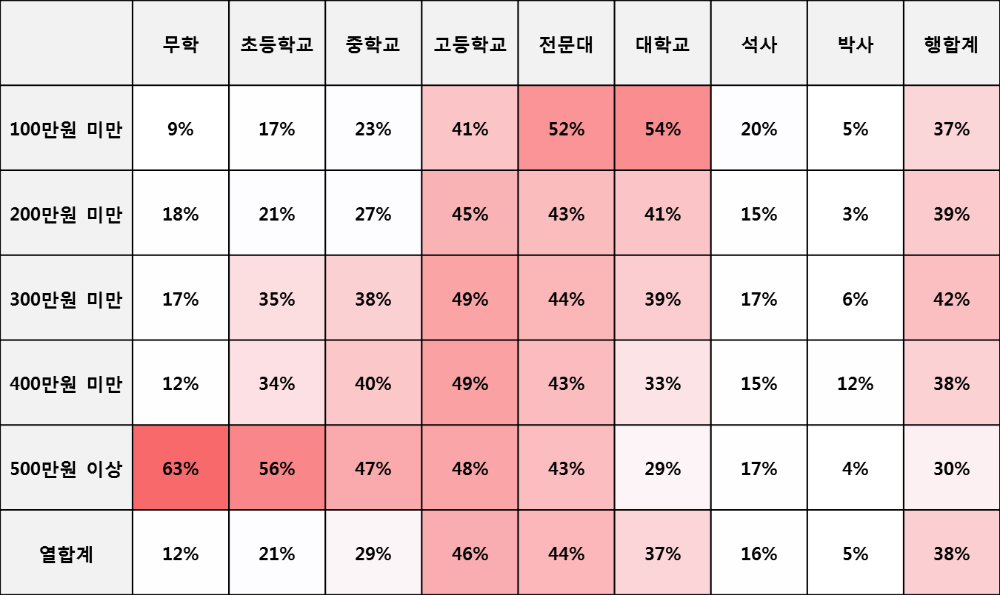 무학 초등학교 중학교 고등학교 전문대 대학교 석사 박사 행합계
100만원 미만 9% 17% 23% 41% 52% 54% 20% 5% 37%
200만원 미만 18% 21% 27% 45% 43% 41% 15% 3% 39%
300만원 미만 17% 35% 38% 49% 44% 39% 17% 6% 42%
400만원 미만 12% 34% 40% 49% 43% 33% 15% 12% 38%
500만원 이상 63% 56% 47% 48% 43% 29% 17% 4% 30%
열합계 12% 21% 29% 46% 44% 37% 16% 5% 38%